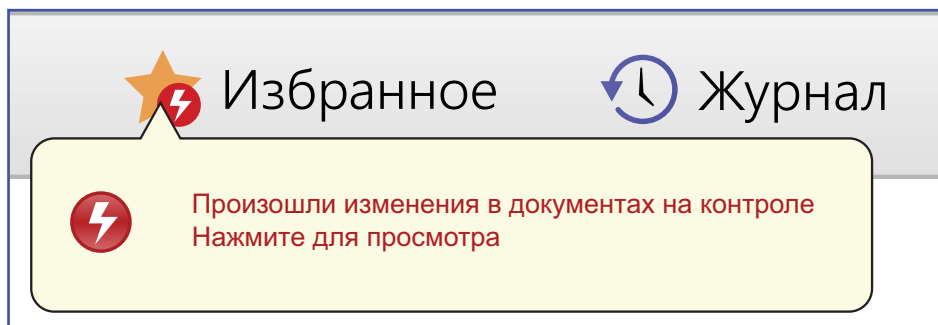 Избранное Журнал
Произошли изменения в документах на контроле
Нажмите для просмотра